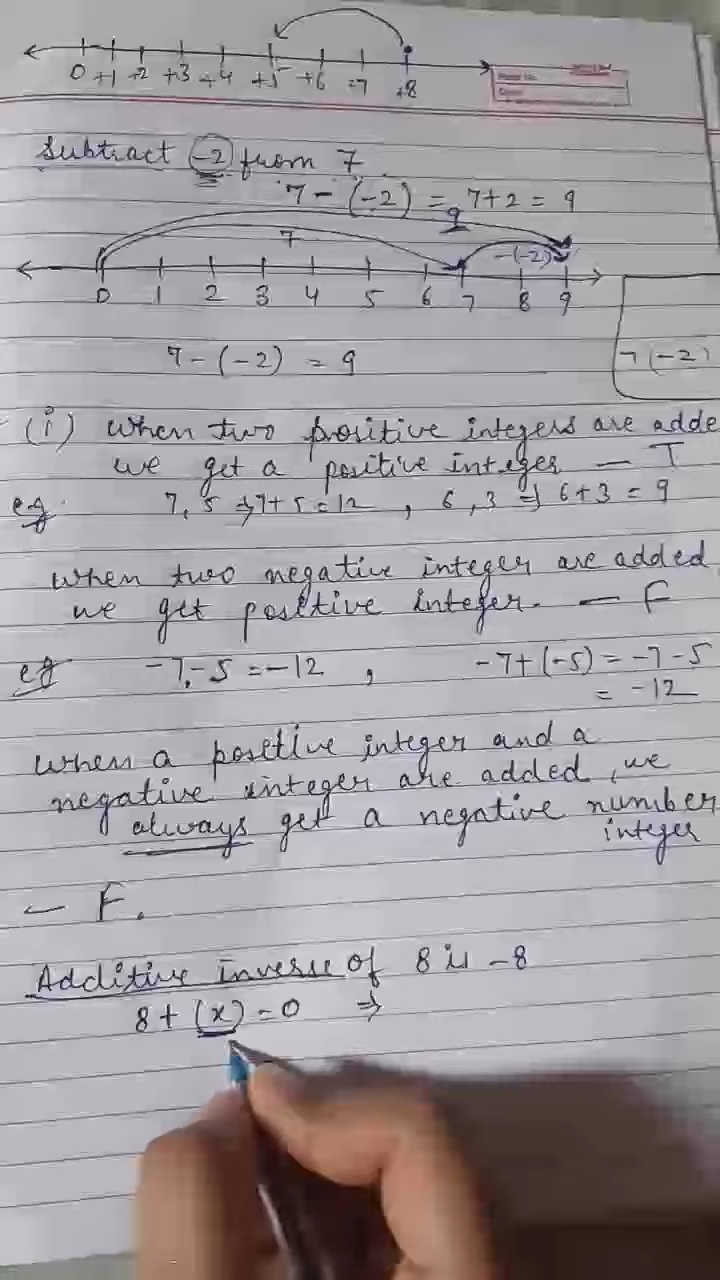 0 +1 +2 +3 +4 +5 +6 +7 +8
Subtract (-2) from 7
7 - (-2) = 7+2 = 9
9
7
-(-2)
0 1 2 3 4 5 6 7 8 9
7 - (-2) = 9
7 (-2)
(i) When two positive integers are adde
we get a positive integer — T
eg. 7, 5 ⇒ 7+5 = 12 , 6, 3 ⇒ 6+3 = 9
When two negative integer are added
we get positive integer. — F
eg -7,-5 = -12 , -7+(-5) = -7-5
= -12
When a positive integer and a
negative integer are added, we
always get a negative number
integer
— F.
Additive inverse of 8 is -8
8 + (x) = 0 ⇒